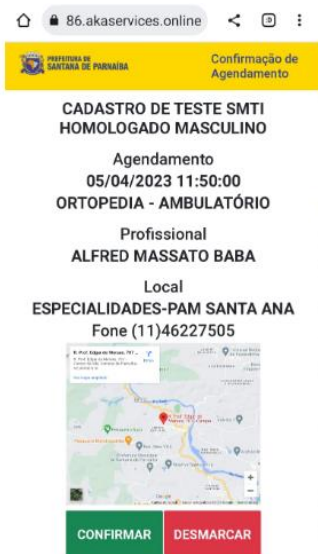 86.akaservices.online
PREFEITURA DE
SANTANA DE PARNAÍBA
Confirmação de
Agendamento
CADASTRO DE TESTE SMTI
HOMOLOGADO MASCULINO
Agendamento
05/04/2023 11:50:00
ORTOPEDIA - AMBULATÓRIO
Profissional
ALFRED MASSATO BABA
Local
ESPECIALIDADES-PAM SANTA ANA
Fone (11)46227505
Google
CONFIRMAR
DESMARCAR